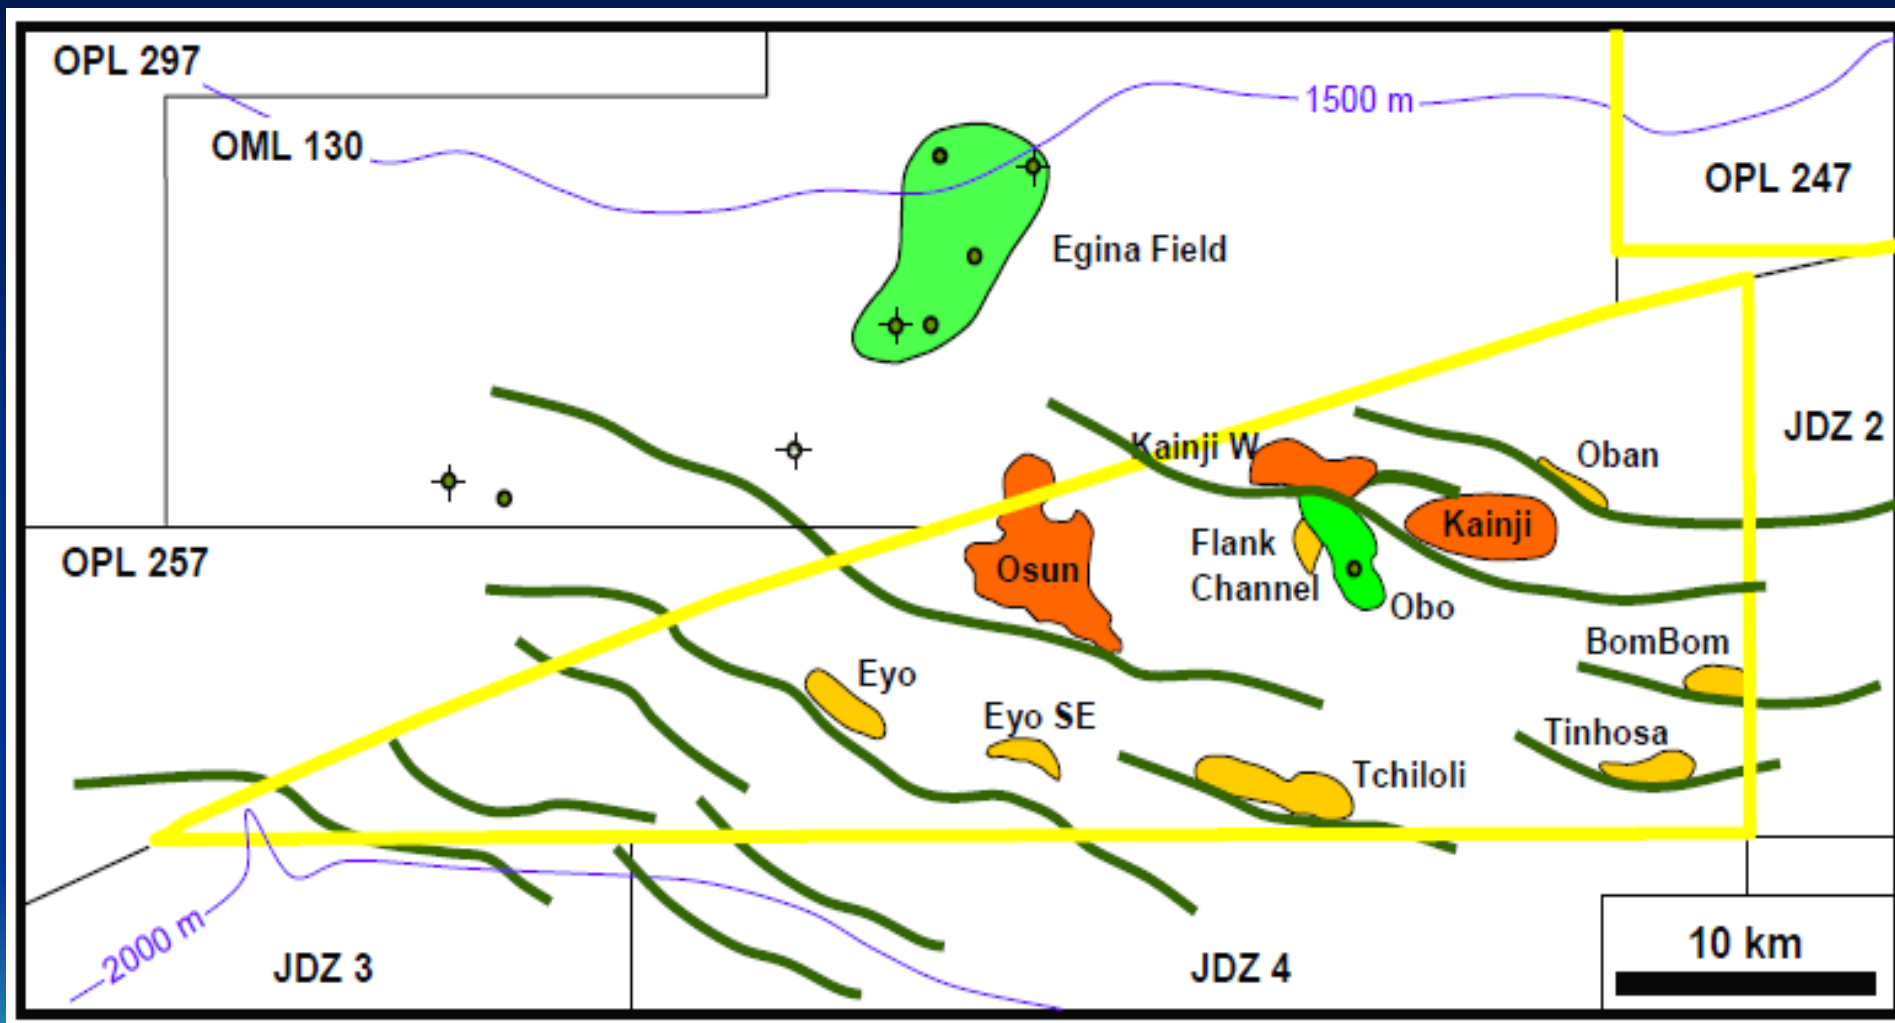 OPL 297
1500 m
OML 130
OPL 247
Egina Field
JDZ 2
Kainji W
Oban
Kainji
Flank
Channel
OPL 257
Osun
Obo
BomBom
Eyo
Eyo SE
Tinhosa
Tchiloli
2000 m
JDZ 3
JDZ 4
10 km